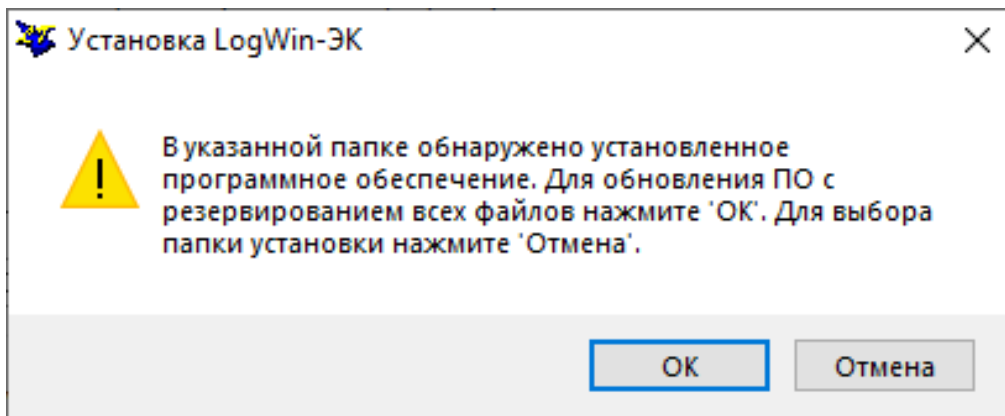 Установка LogWin-ЭК
В указанной папке обнаружено установленное
программное обеспечение. Для обновления ПО с
резервированием всех файлов нажмите 'ОК'. Для выбора
папки установки нажмите 'Отмена'.
ОК
Отмена